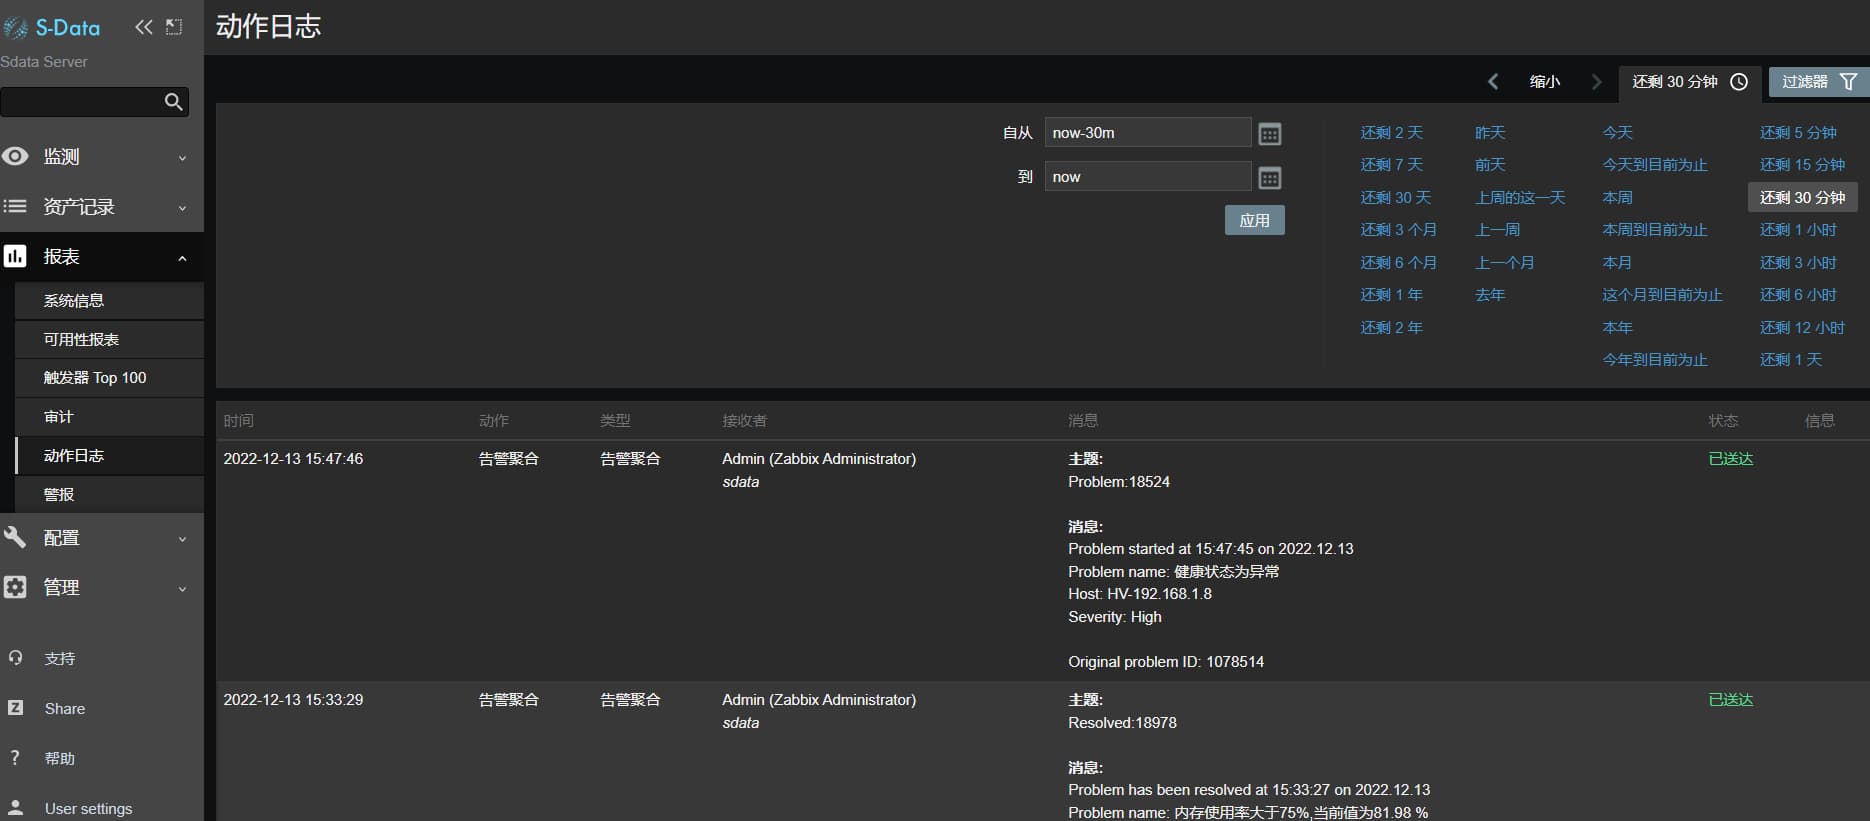 S-Data
Sdata Server
监测
资产记录
报表
系统信息
可用性报表
触发器 Top 100
审计
动作日志
警报
配置
管理
支持
Share
帮助
User settings
动作日志
缩小
还剩 30 分钟
过滤器
自从 now-30m
到 now
应用
还剩 2 天 昨天 今天 还剩 5 分钟
还剩 7 天 前天 今天到目前为止 还剩 15 分钟
还剩 30 天 上周的这一天 本周 还剩 30 分钟
还剩 3 个月 上一周 本周到目前为止 还剩 1 小时
还剩 6 个月 上一个月 本月 还剩 3 小时
还剩 1 年 去年 这个月到目前为止 还剩 6 小时
还剩 2 年 本年 还剩 12 小时
今年到目前为止 还剩 1 天
时间 动作 类型 接收者 消息 状态 信息
2022-12-13 15:47:46 告警聚合 告警聚合 Admin (Zabbix Administrator) 主题: 已送达
sdata Problem:18524
消息:
Problem started at 15:47:45 on 2022.12.13
Problem name: 健康状态为异常
Host: HV-192.168.1.8
Severity: High
Original problem ID: 1078514
2022-12-13 15:33:29 告警聚合 告警聚合 Admin (Zabbix Administrator) 主题: 已送达
sdata Resolved:18978
消息:
Problem has been resolved at 15:33:27 on 2022.12.13
Problem name: 内存使用率大于75%,当前值为81.98 %